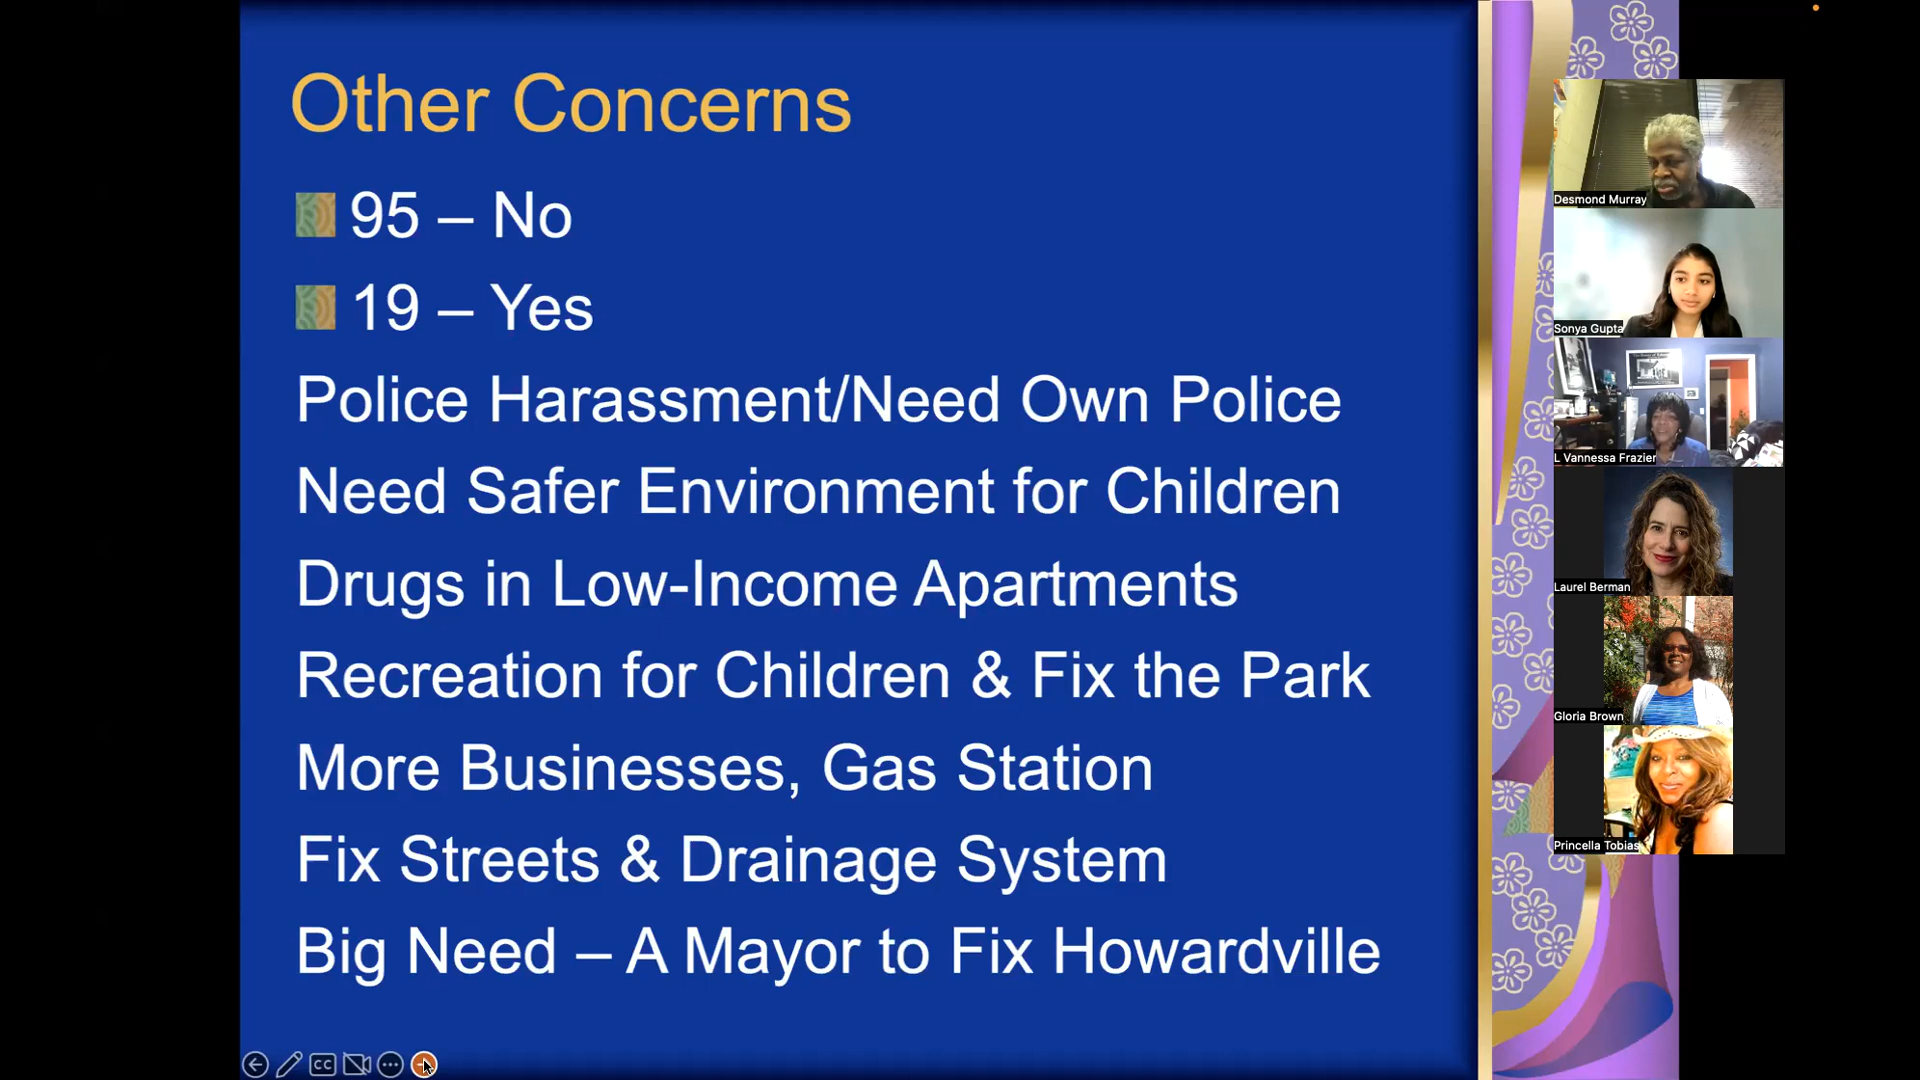 Other Concerns
95 – No
19 – Yes
Police Harassment/Need Own Police
Need Safer Environment for Children
Drugs in Low-Income Apartments
Recreation for Children & Fix the Park
More Businesses, Gas Station
Fix Streets & Drainage System
Big Need – A Mayor to Fix Howardville
CC
Desmond Murray
Sonya Gupta
L Vannessa Frazier
Laurel Berman
Gloria Brown
Princella Tobias